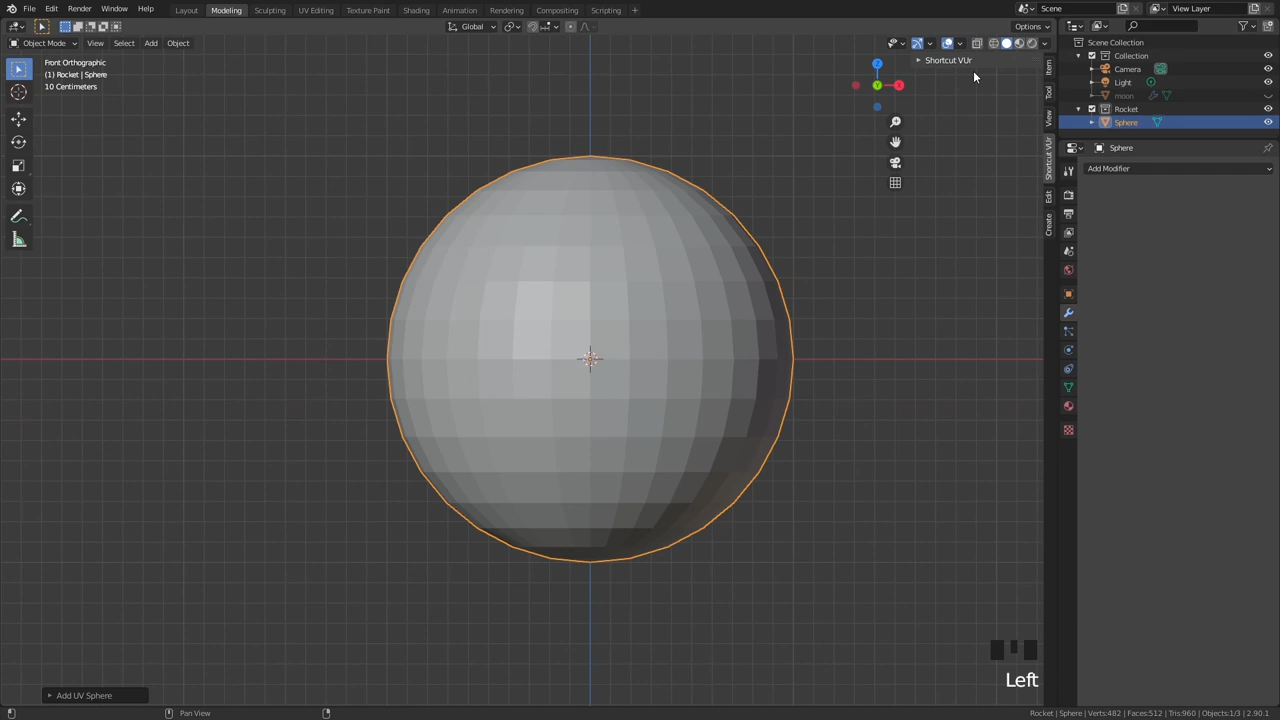 File Edit Render Window Help
Layout Modeling Sculpting UV Editing Texture Paint Shading Animation Rendering Compositing Scripting +
Scene
View Layer
Global
Options
Object Mode View Select Add Object
Front Orthographic
(1) Rocket | Sphere
10 Centimeters
Shortcut VUr
Z
Y
X
Item
Tool
View
Shortcut VUr
Edit
Create
Scene Collection
Collection
Camera
Light
moon
Rocket
Sphere
Sphere
Add Modifier
Left
Add UV Sphere
Pan View
Rocket | Sphere | Verts:482 | Faces:512 | Tris:960 | Objects:1/3 | 2.90.1